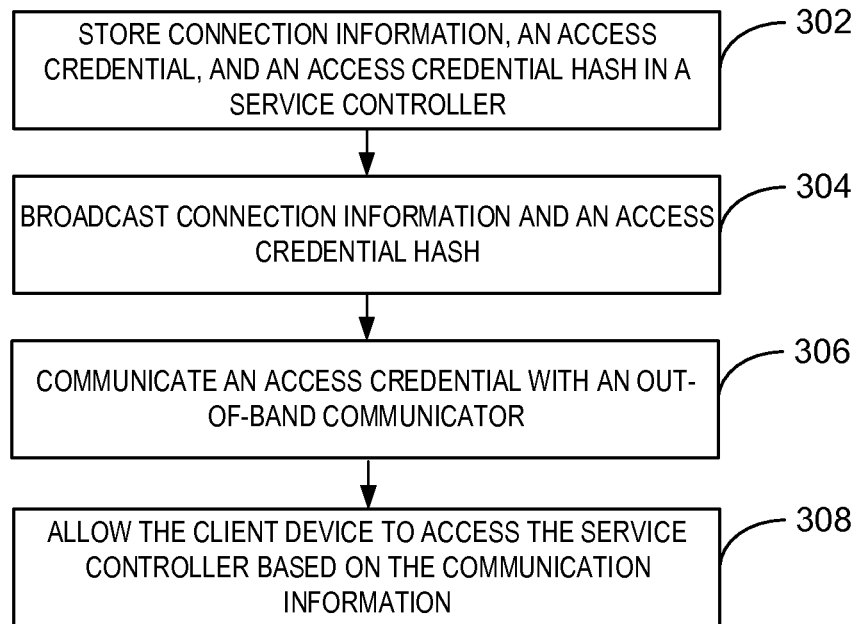 STORE CONNECTION INFORMATION, AN ACCESS
CREDENTIAL, AND AN ACCESS CREDENTIAL HASH IN A
SERVICE CONTROLLER
302
BROADCAST CONNECTION INFORMATION AND AN ACCESS
CREDENTIAL HASH
304
COMMUNICATE AN ACCESS CREDENTIAL WITH AN OUT-
OF-BAND COMMUNICATOR
306
ALLOW THE CLIENT DEVICE TO ACCESS THE SERVICE
CONTROLLER BASED ON THE COMMUNICATION
INFORMATION
308